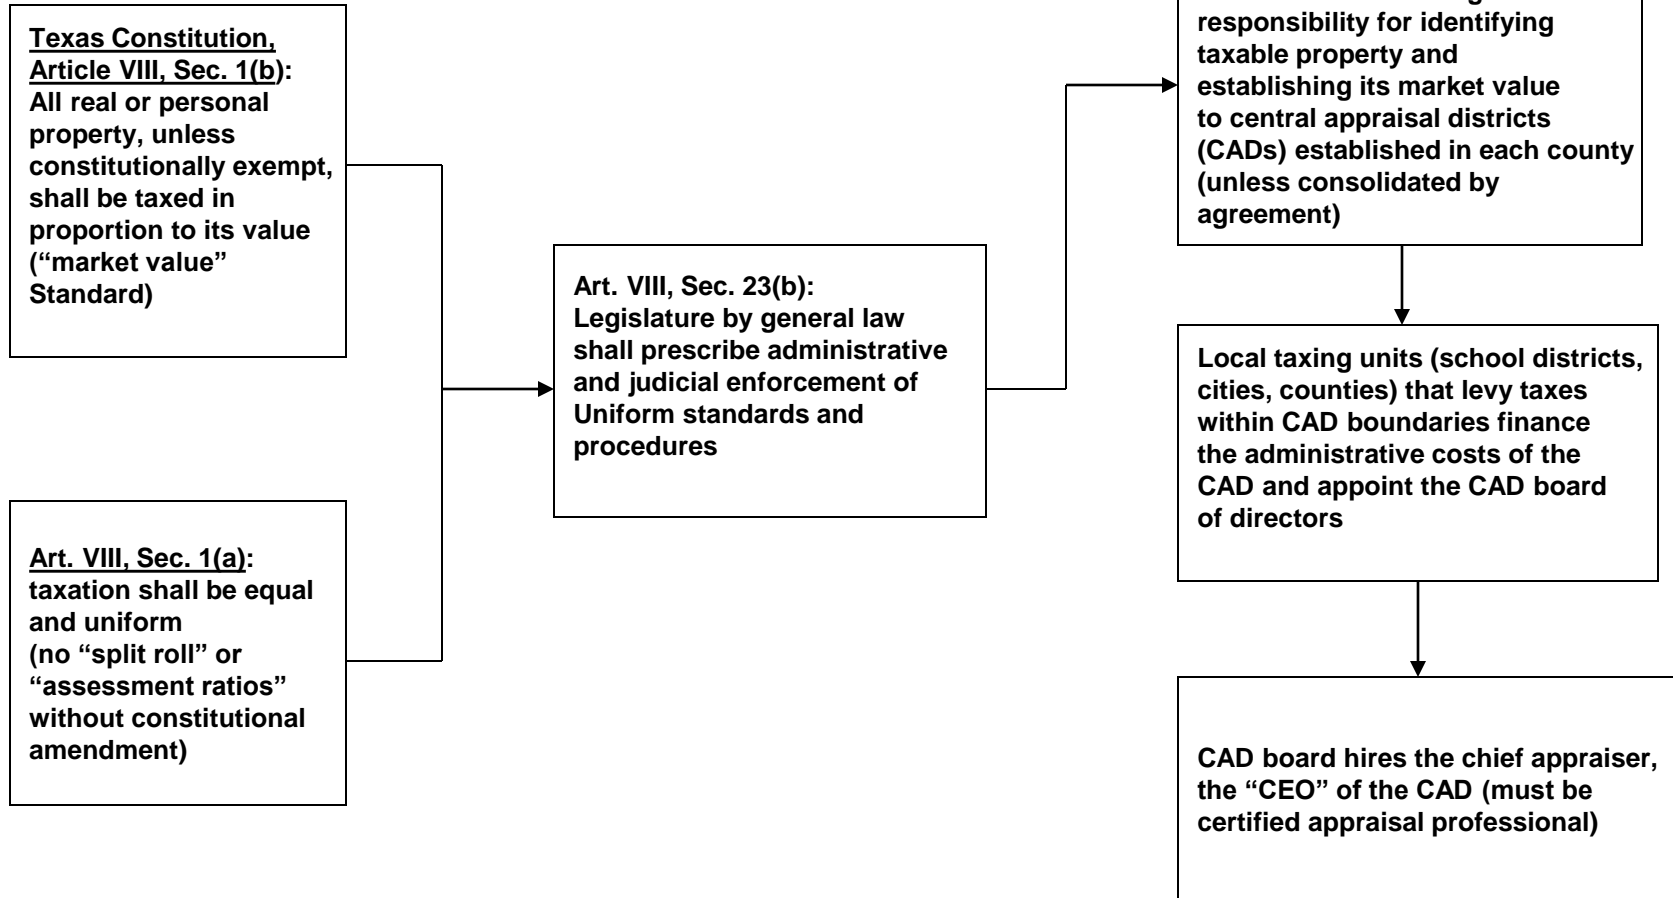 Texas Constitution,
Article VIII, Sec. 1(b):
All real or personal
property, unless
constitutionally exempt,
shall be taxed in
proportion to its value
(“market value”
Standard)
Art. VIII, Sec. 1(a):
taxation shall be equal
and uniform
(no “split roll” or
“assessment ratios”
without constitutional
amendment)
Art. VIII, Sec. 23(b):
Legislature by general law
shall prescribe administrative
and judicial enforcement of
Uniform standards and
procedures
responsibility for identifying
taxable property and
establishing its market value
to central appraisal districts
(CADs) established in each county
(unless consolidated by
agreement)
Local taxing units (school districts,
cities, counties) that levy taxes
within CAD boundaries finance
the administrative costs of the
CAD and appoint the CAD board
of directors
CAD board hires the chief appraiser,
the “CEO” of the CAD (must be
certified appraisal professional)